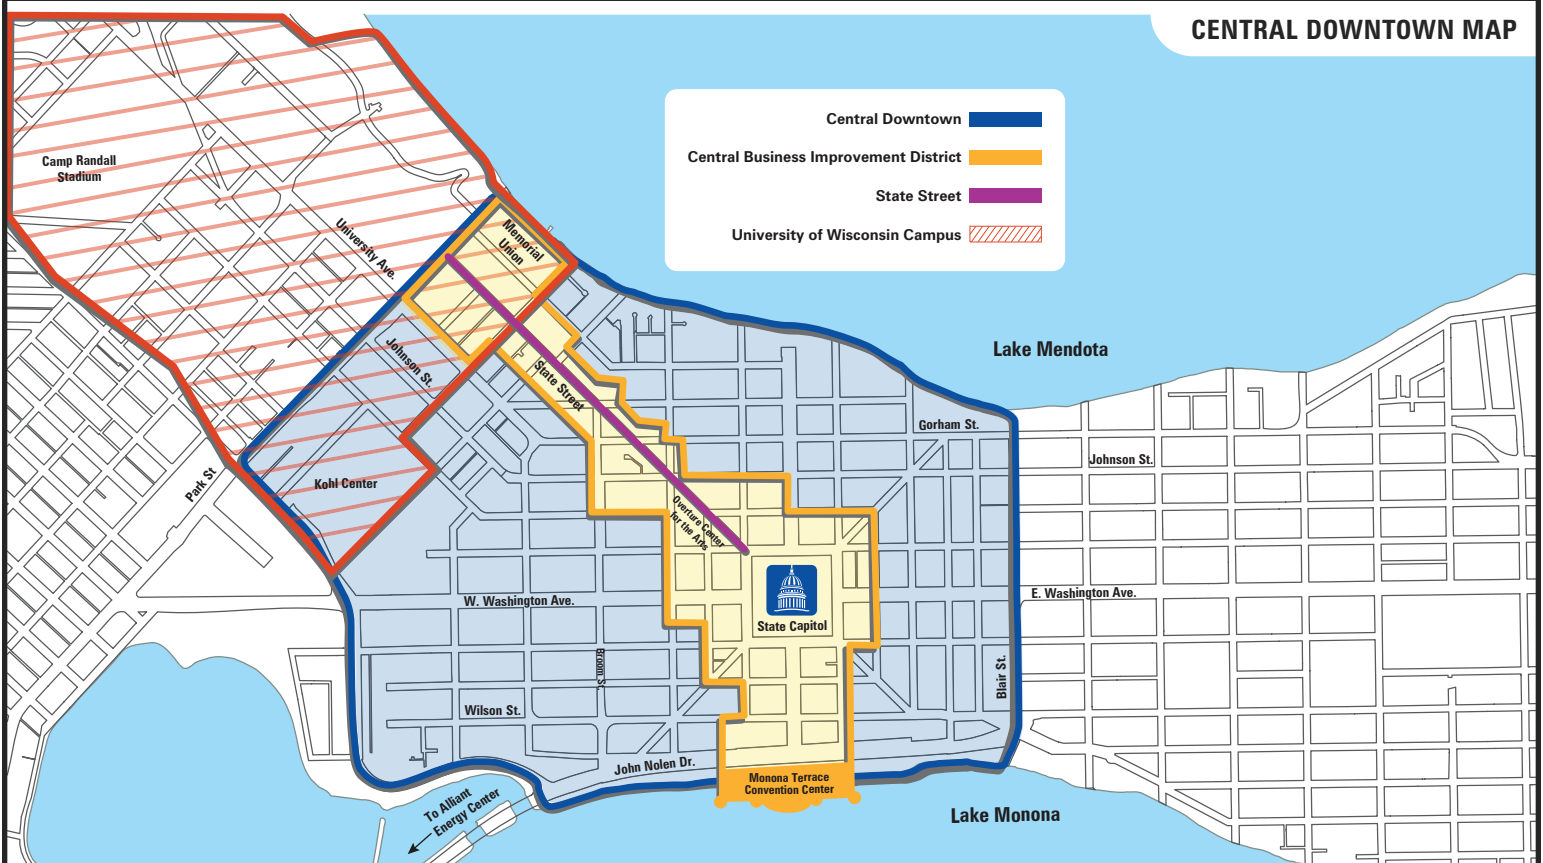 CENTRAL DOWNTOWN MAP
Central Downtown
Central Business Improvement District
State Street
University of Wisconsin Campus
Camp Randall
Stadium
University Ave.
Memorial
Union
Johnson St.
State Street
Lake Mendota
Gorham St.
Johnson St.
Park St
Kohl Center
Overture Center
for the Arts
W. Washington Ave.
E. Washington Ave.
State Capitol
Broom St.
Blair St.
Wilson St.
John Nolen Dr.
Monona Terrace
Convention Center
To Alliant
Energy Center
Lake Monona